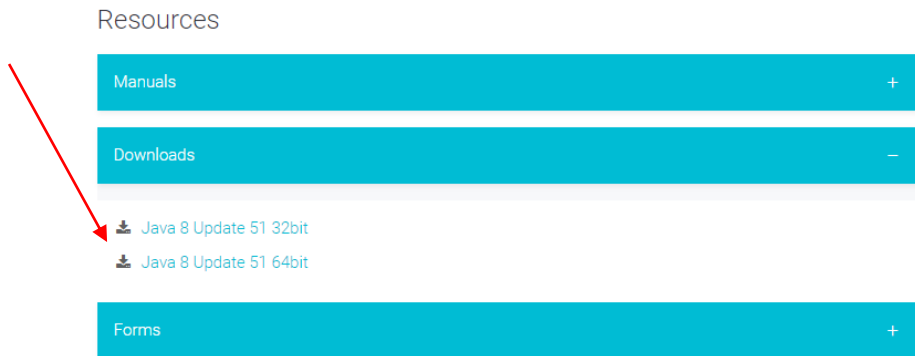 Resources
Manuals +
Downloads –
Java 8 Update 51 32bit
Java 8 Update 51 64bit
Forms +